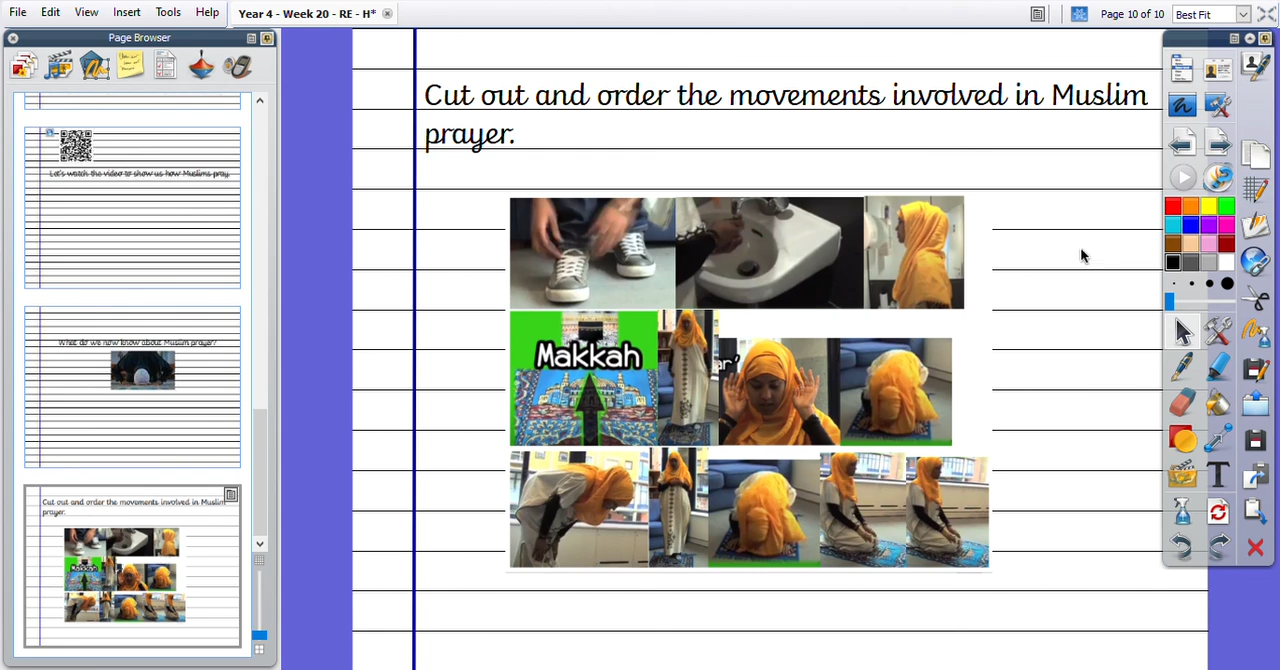 File Edit View Insert Tools Help
Year 4 - Week 20 - RE - H*
Page 10 of 10
Best Fit
Page Browser
Let's watch the video to show us how Muslims pray.
What do we now know about Muslim prayer?
Cut out and order the movements involved in Muslim
prayer.
Makkah
Cut out and order the movements involved in Muslim
prayer.
Makkah
ar'
T